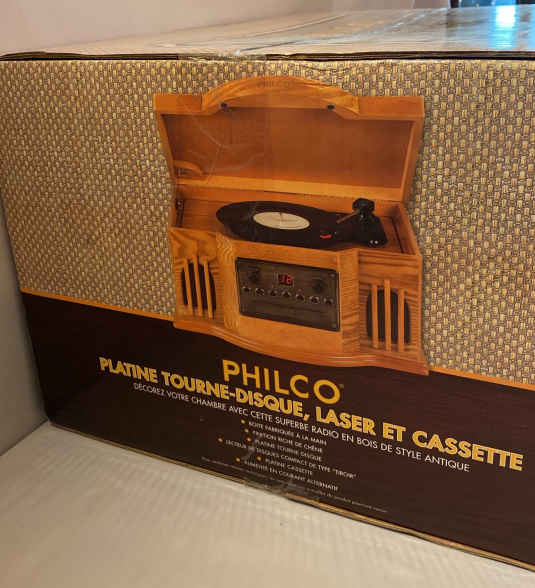 PHILCO
18
PHILCO®
PLATINE TOURNE-DISQUE, LASER ET CASSETTE
DÉCOREZ VOTRE CHAMBRE AVEC CETTE SUPERBE RADIO EN BOIS DE STYLE ANTIQUE
BOITE FABRIQUÉE À LA MAIN
FINITION RICHE DE CHÊNE
PLATINE TOURNE DISQUE
LECTEUR DE DISQUES COMPACT DE TYPE "TIROIR"
PLATINE CASSETTE
ALIMENTÉ EN COURANT ALTERNATIF